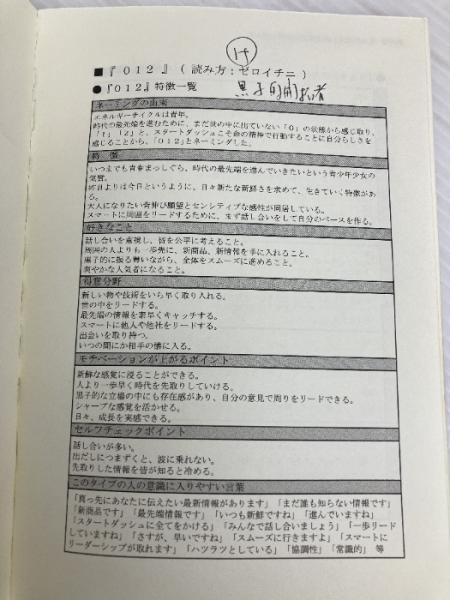 け
■『012』(読み方:ゼロイチニ)
●『012』特徴一覧
黒子的
ネーミングの由来
エネルギーサイクルは青年。
時代の最先端を進むために、まだ世の中に出ていない「0」の状態から感じ取り、
「1」「2」と、スタートダッシュこそ命の精神で行動することに自分らしさを
感じることから、「012」とネーミングした。
特徴
いつまでも青春まっしぐら、時代の最先端を進んでいきたいという青少年少女の
気質。
昨日よりは今日というように、日々新たな新鮮さを求めて、生きていく特徴があ
る。
大人になりたい背伸び願望とセンシティブな感性が同居している。
スマートに周囲をリードするために、まず話し合いをして自分のペースを作る。
好きなこと
話し合いを重視し、皆を公平に考えること。
周囲の人よりも一歩先に、新商品、新情報を手に入れること。
黒子的に振る舞いながら、全体をスムーズに進めること。
爽やかな人気者になること。
得意分野
新しい物や技術をいち早く取り入れる。
世の中をリードする。
最先端の情報を素早くキャッチする。
スマートに他人や他社をリードする。
出会いを取り持つ。
いつの間にか相手の懐に入る。
モチベーションが上がるポイント
新鮮な感覚に浸ることができる。
人より一歩早く時代を先取りしていける。
黒子的な立場の中にも存在感があり、自分の意見で周りをリードできる。
シャープな感覚を活かせる。
日々、成長を実感できる。
セルフチェックポイント
話し合いが多い。
出だしにつまずくと、波に乗れない。
先取りした情報を皆が知ると冷める。
このタイプの人の意識に入りやすい言葉
「真っ先にあなたに伝えたい最新情報があります」「まだ誰も知らない情報です」
「新商品です」「最先端情報です」「いつも新鮮ですね」「進んでいますね」
「スタートダッシュに全てをかける」「みんなで話し合いましょう」「一歩リード
していますね」「さすが、早いですね」「スムーズに行きますよ」「スマートに
リーダーシップが取れます」「ハツラツとしている」「協調性」「常識的」 等